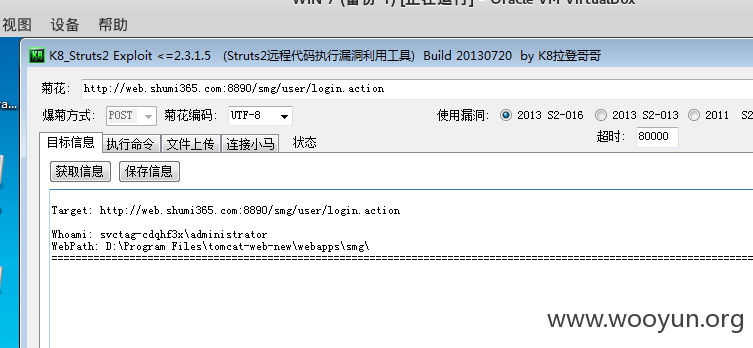 WIN 7 (备份 1) [正在运行] - Oracle VM VirtualBox
视图 设备 帮助
K8 K8_Struts2 Exploit <=2.3.1.5 (Struts2远程代码执行漏洞利用工具) Build 20130720 by K8拉登哥哥
菊花: http://web.shumi365.com:8890/smg/user/login.action
爆菊方式: POST 菊花编码: UTF-8 使用漏洞: 2013 S2-016 2013 S2-013 2011 S2
超时: 80000
目标信息 执行命令 文件上传 连接小马 状态
获取信息 保存信息
Target: http://web.shumi365.com:8890/smg/user/login.action
Whoami: svctag-cdqhf3x\administrator
WebPath: D:\Program Files\tomcat-web-new\webapps\smg\
www.wooyun.org